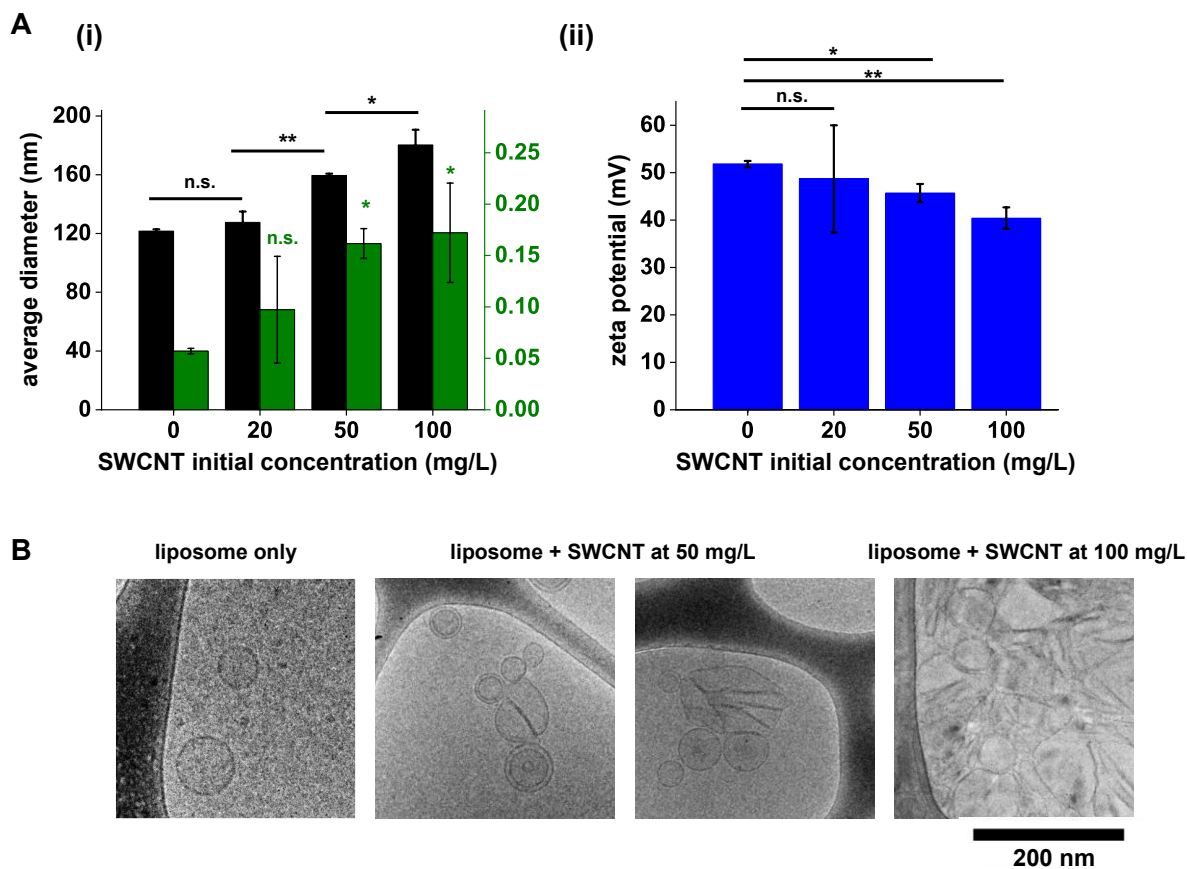 A
(i)
(ii)
average diameter (nm)
200
160
120
80
40
0
n.s.
**
*
n.s.
*
*
0.25
0.20
0.15
0.10
0.05
0.00
0 20 50 100
SWCNT initial concentration (mg/L)
*
**
n.s.
zeta potential (mV)
60
50
40
30
20
10
0
0 20 50 100
SWCNT initial concentration (mg/L)
B
liposome only
liposome + SWCNT at 50 mg/L
liposome + SWCNT at 100 mg/L
200 nm